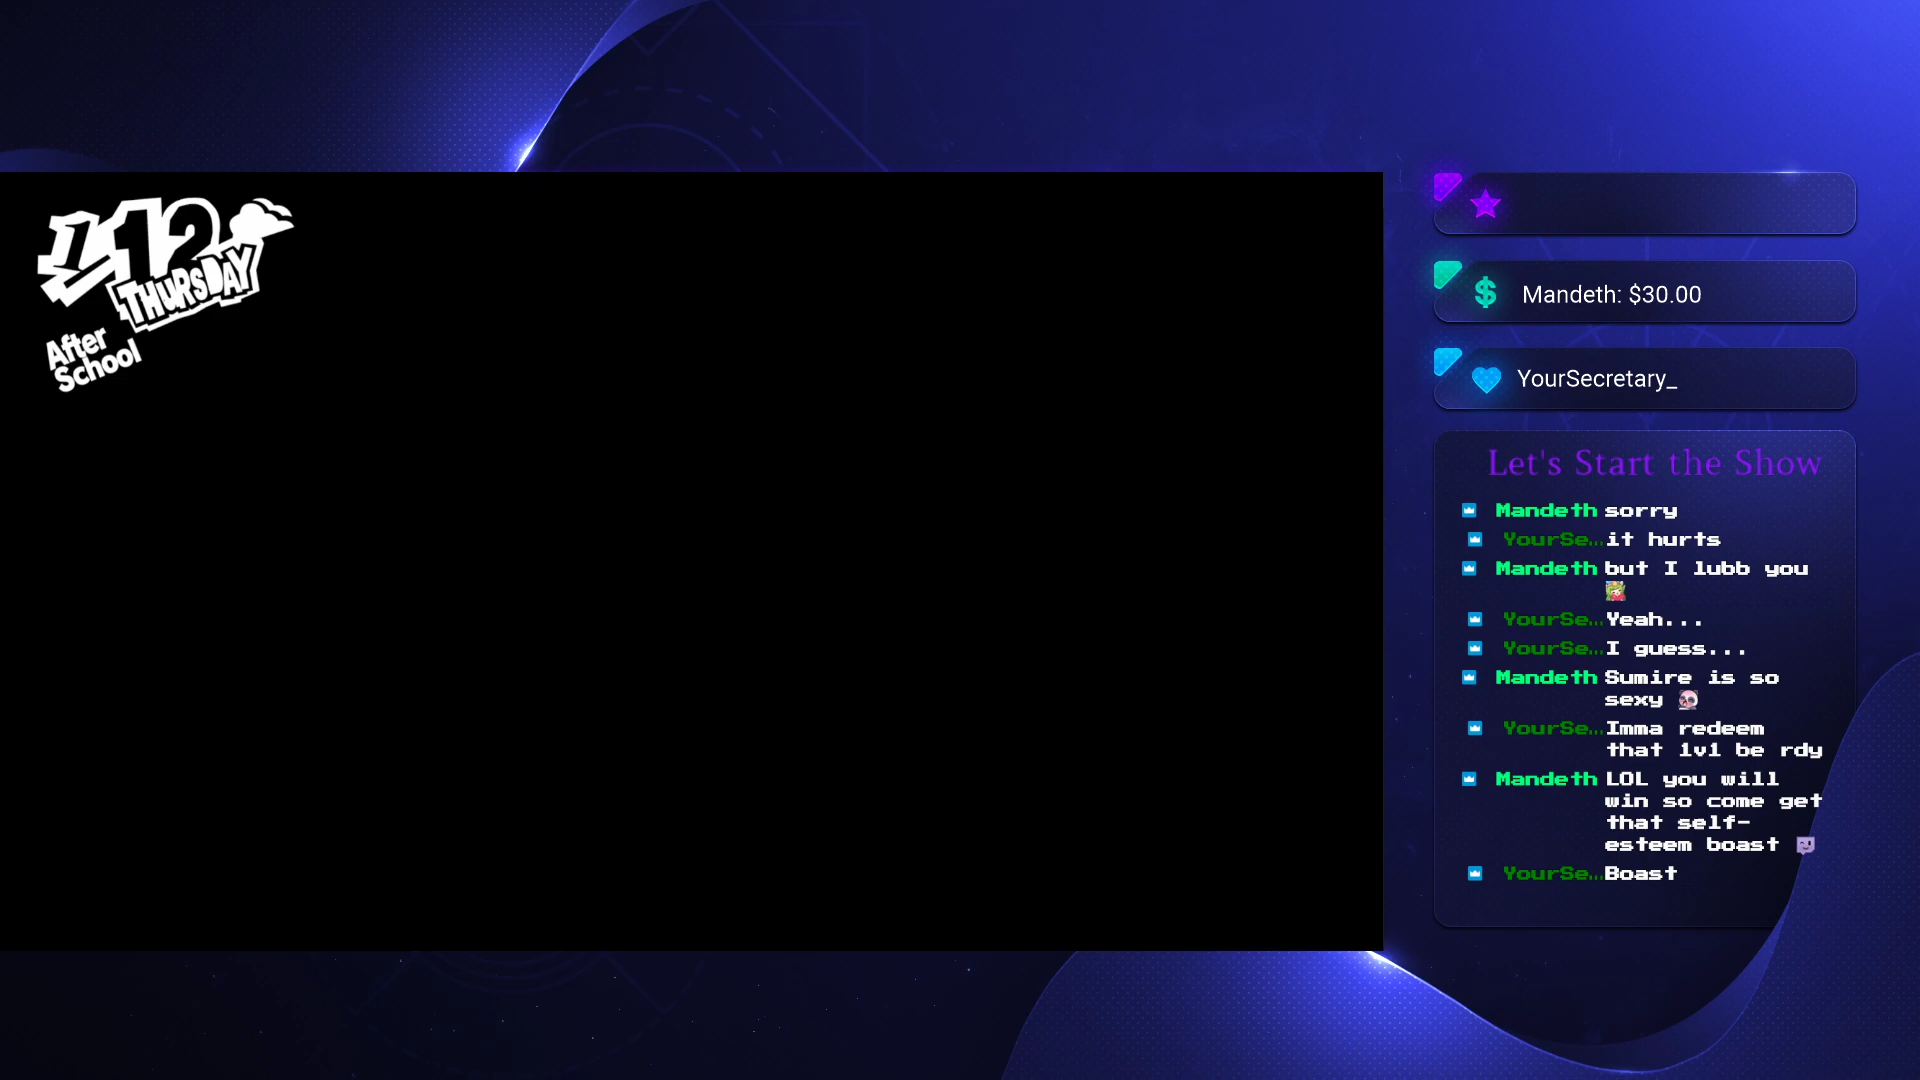 1 12
THURSDAY
After
School
$ Mandeth: $30.00
YourSecretary_
Let's Start the Show
Mandeth sorry
YourSe... it hurts
Mandeth but I lubb you
YourSe... Yeah...
YourSe... I guess...
Mandeth Sumire is so
sexy
YourSe... Imma redeem
that 1v1 be rdy
Mandeth LOL you will
win so come get
that self-
esteem boast
YourSe... Boast